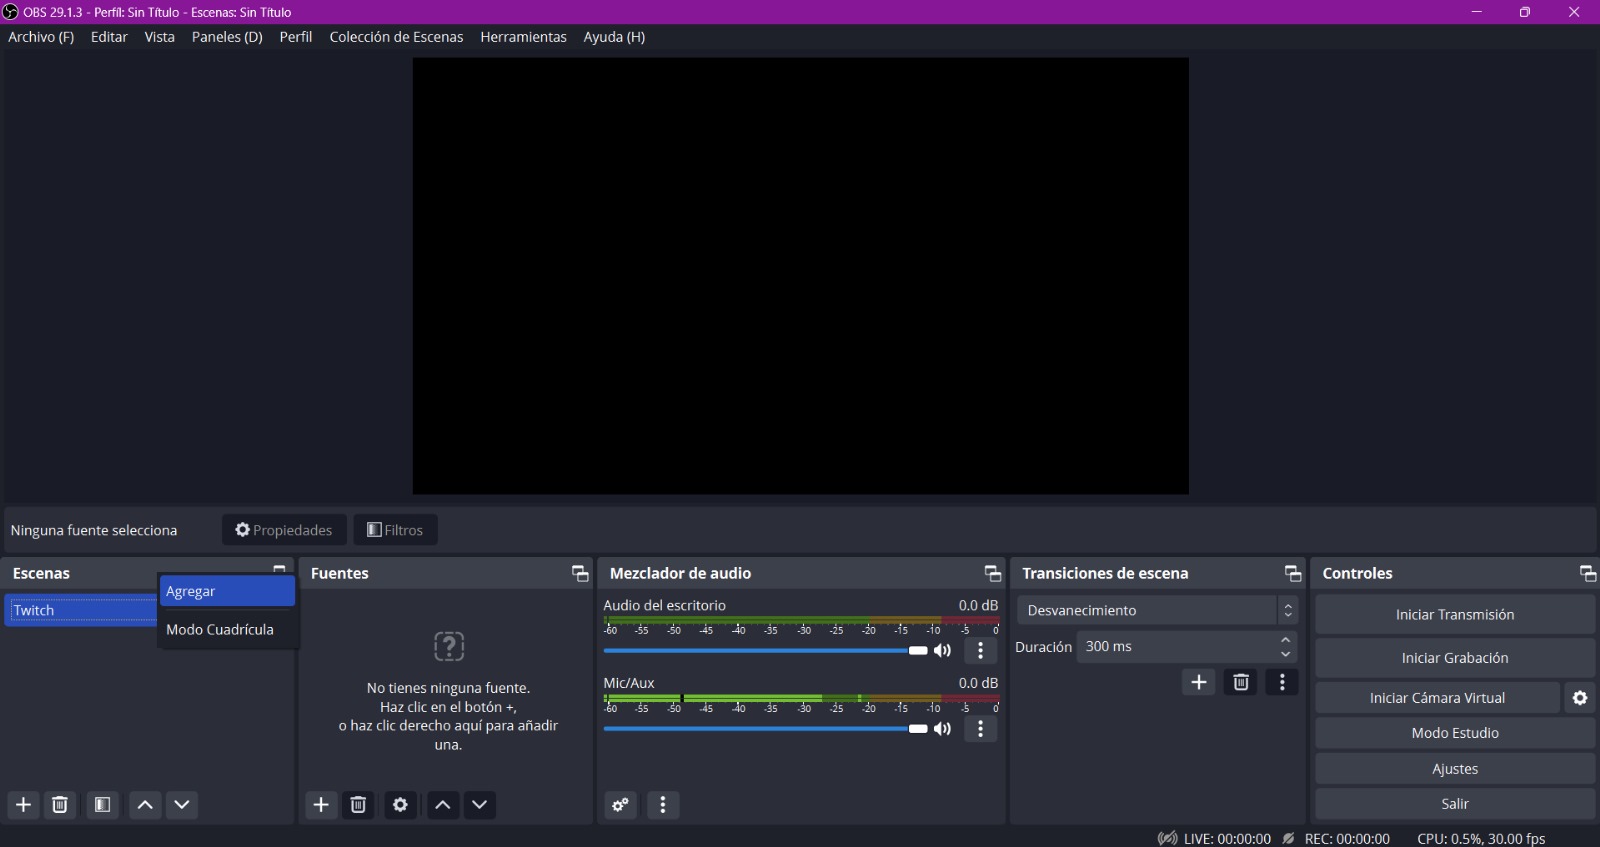 OBS 29.1.3 - Perfil: Sin Título - Escenas: Sin Título
Archivo (F) Editar Vista Paneles (D) Perfil Colección de Escenas Herramientas Ayuda (H)
Ninguna fuente selecciona
Propiedades
Filtros
Escenas
Twitch
Agregar
Modo Cuadrícula
Fuentes
No tienes ninguna fuente.
Haz clic en el botón +,
o haz clic derecho aquí para añadir
una.
Mezclador de audio
Audio del escritorio 0.0 dB
-60 -55 -50 -45 -40 -35 -30 -25 -20 -15 -10 -5 0
Mic/Aux 0.0 dB
-60 -55 -50 -45 -40 -35 -30 -25 -20 -15 -10 -5 0
Transiciones de escena
Desvanecimiento
Duración 300 ms
Controles
Iniciar Transmisión
Iniciar Grabación
Iniciar Cámara Virtual
Modo Estudio
Ajustes
Salir
LIVE: 00:00:00 REC: 00:00:00 CPU: 0.5%, 30.00 fps